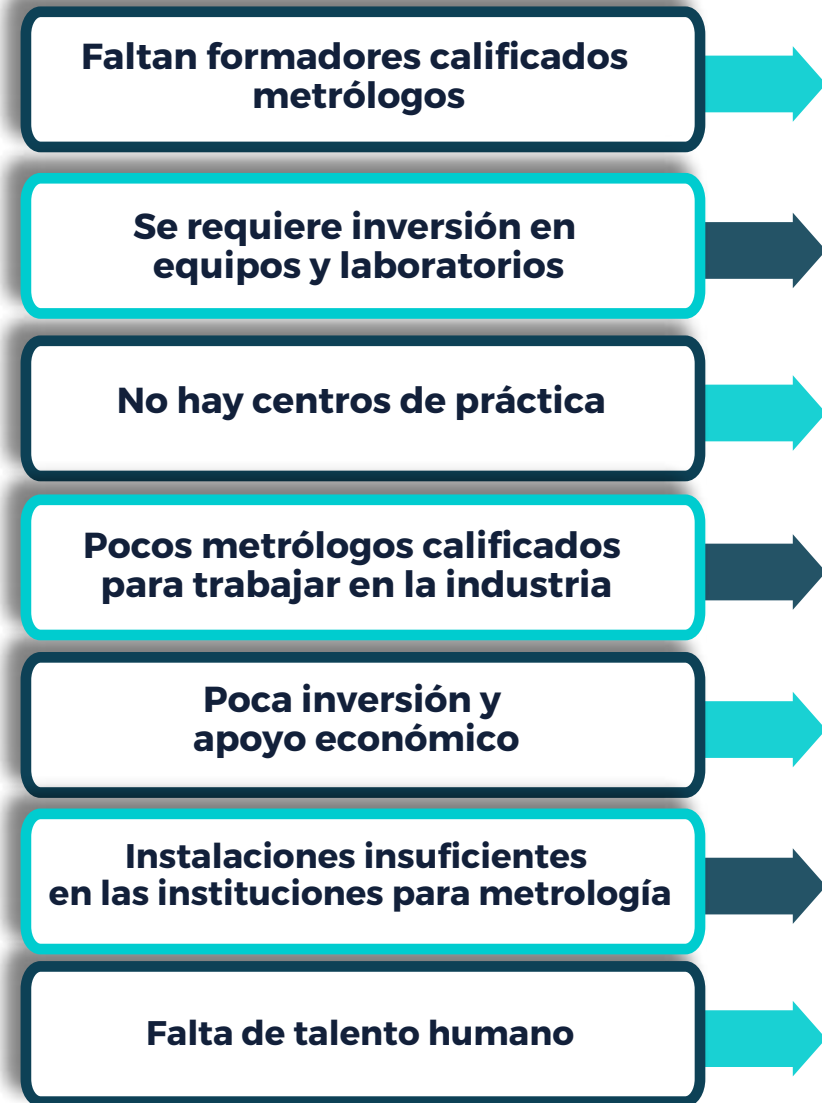 Faltan formadores calificados
metrólogos
Se requiere inversión en
equipos y laboratorios
No hay centros de práctica
Pocos metrólogos calificados
para trabajar en la industria
Poca inversión y
apoyo económico
Instalaciones insuficientes
en las instituciones para metrología
Falta de talento humano